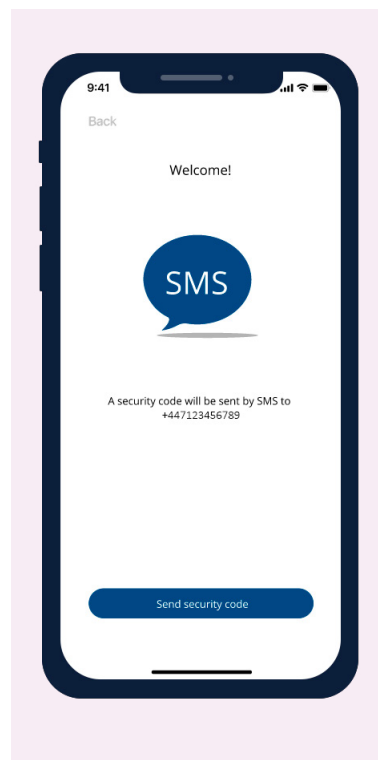 9:41
Back
Welcome!
SMS
A security code will be sent by SMS to
+447123456789
Send security code